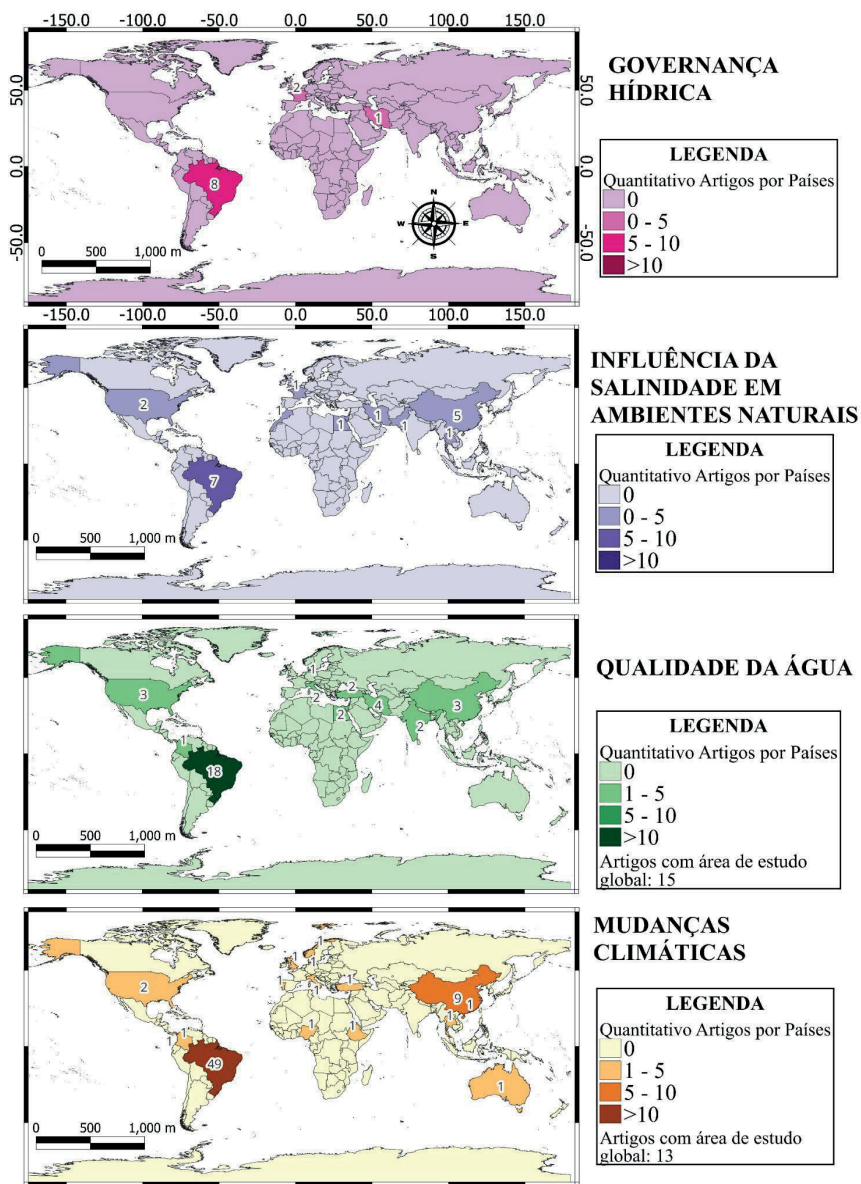 -150.0 -100.0 -50.0 0.0 50.0 100.0 150.0
50.0 50.0
0.0 0.0
-50.0 -50.0
2
1
8
N
W E
S
0 500 1,000 m
-150.0 -100.0 -50.0 0.0 50.0 100.0 150.0
GOVERNANÇA
HÍDRICA
LEGENDA
Quantitativo Artigos por Países
0
0 - 5
5 - 10
>10
1
2 1 1 1 5
1 1
7
0 500 1,000 m
INFLUÊNCIA DA
SALINIDADE EM
AMBIENTES NATURAIS
LEGENDA
Quantitativo Artigos por Países
0
0 - 5
5 - 10
>10
1
3 2 2 4 3
2 2
1
18
0 500 1,000 m
QUALIDADE DA ÁGUA
LEGENDA
Quantitativo Artigos por Países
0
1 - 5
5 - 10
>10
Artigos com área de estudo
global: 15
1
1
2 1 1 1 9 1
1 1 1 1
1
49 1
0 500 1,000 m
MUDANÇAS
CLIMÁTICAS
LEGENDA
Quantitativo Artigos por Países
0
1 - 5
5 - 10
>10
Artigos com área de estudo
global: 13